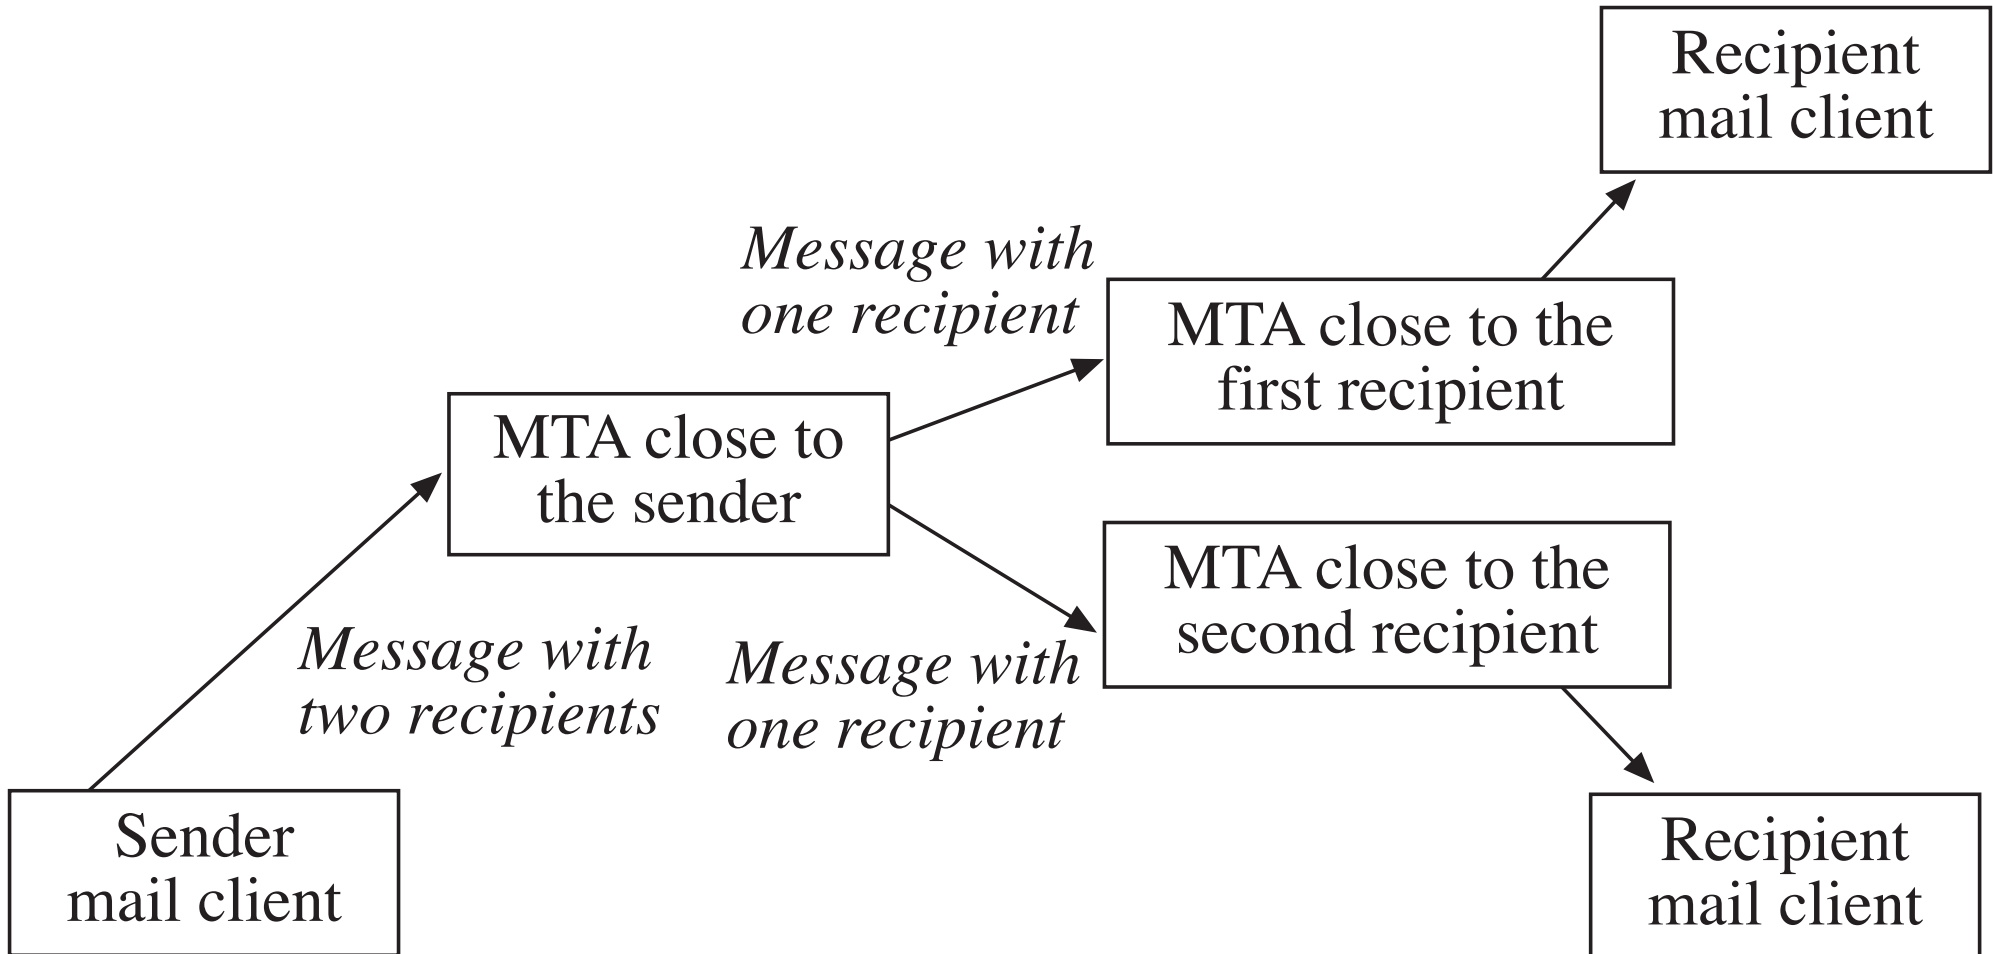 Recipient
mail client
Message with
one recipient
MTA close to the
first recipient
MTA close to
the sender
MTA close to the
second recipient
Message with
two recipients
Message with
one recipient
Sender
mail client
Recipient
mail client